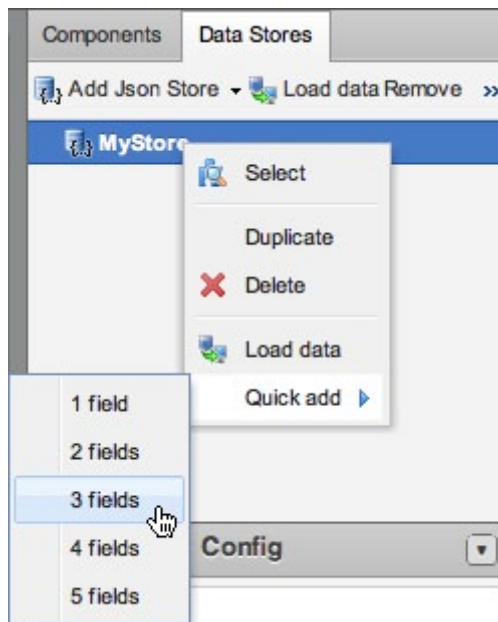 Components Data Stores
Add Json Store Load data Remove »
MyStore
Select
Duplicate
Delete
Load data
Quick add
1 field
2 fields
3 fields
4 fields
5 fields
Config